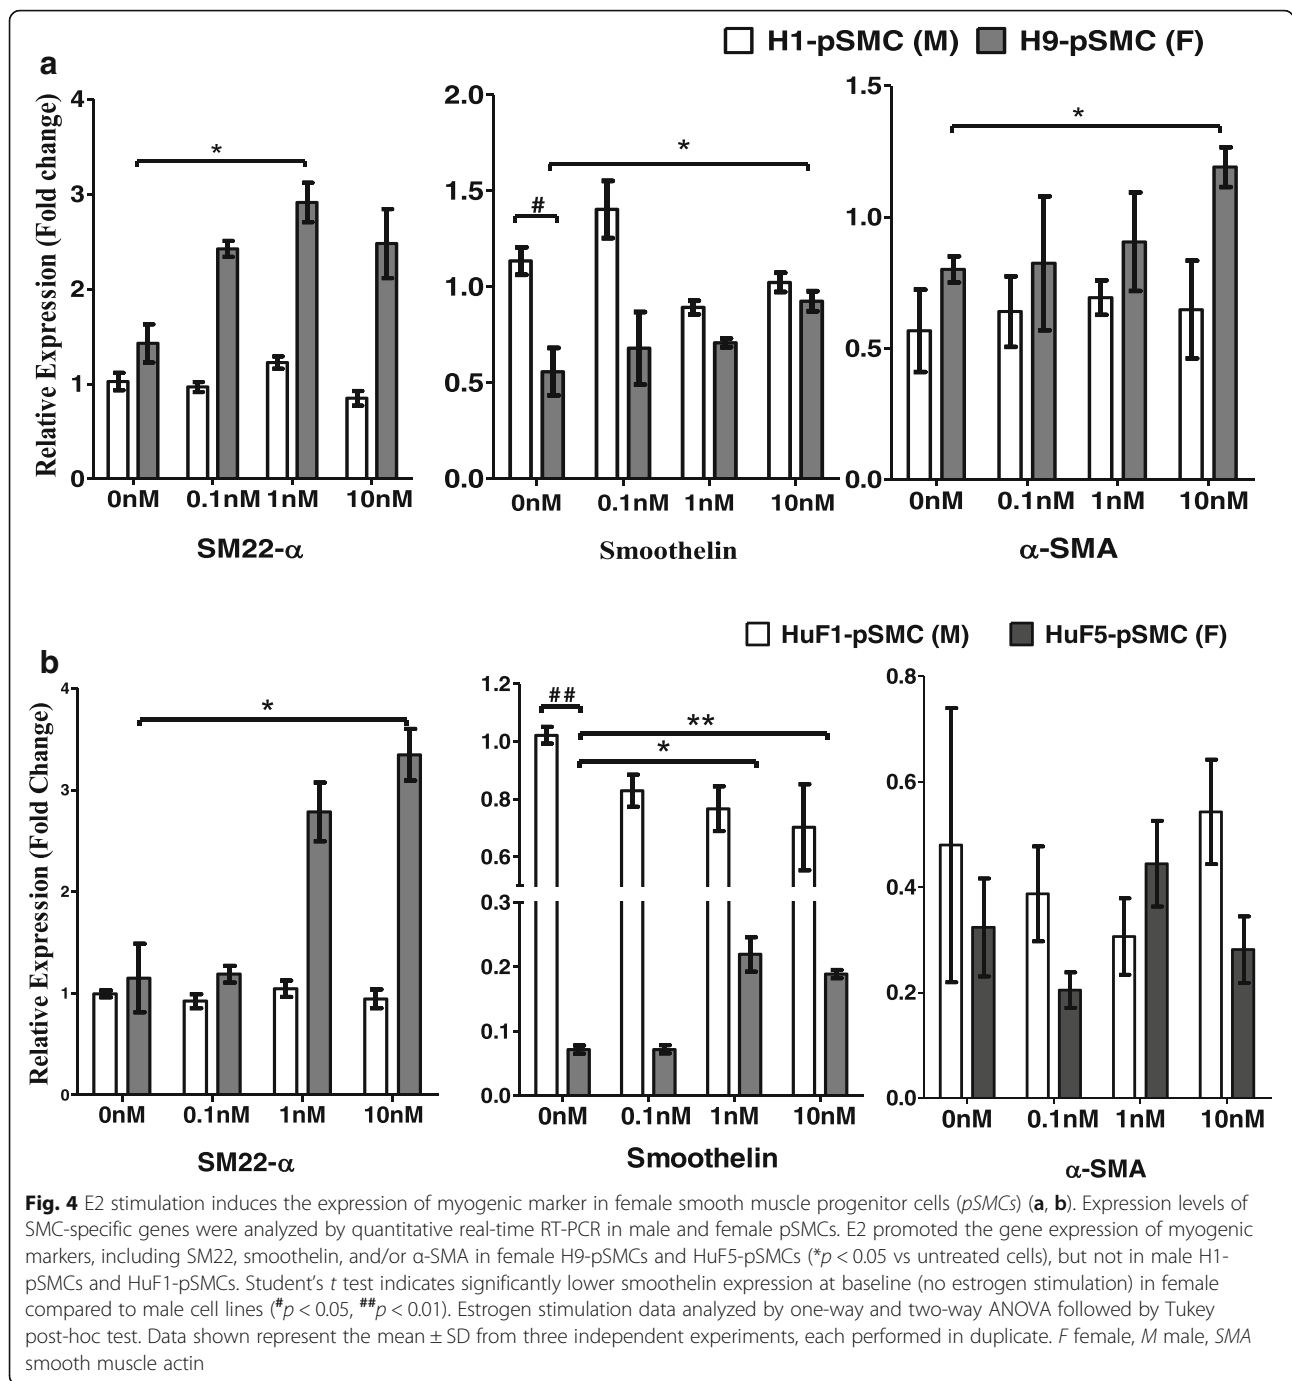 H1-pSMC (M) H9-pSMC (F)
a
Relative Expression (Fold change)
4
3
2
1
0
*
0nM 0.1nM 1nM 10nM
SM22-α
2.0
1.5
1.0
0.5
0.0
#
*
0nM 0.1nM 1nM 10nM
Smoothelin
1.5
1.0
0.5
0.0
*
0nM 0.1nM 1nM 10nM
α-SMA
HuF1-pSMC (M) HuF5-pSMC (F)
b
Relative Expression (Fold Change)
4
3
2
1
0
*
0nM 0.1nM 1nM 10nM
SM22-α
1.2
1.0
0.8
0.6
0.3
0.2
0.1
0.0
##
**
*
0nM 0.1nM 1nM 10nM
Smoothelin
0.8
0.6
0.4
0.2
0.0
0nM 0.1nM 1nM 10nM
α-SMA
Fig. 4 E2 stimulation induces the expression of myogenic marker in female smooth muscle progenitor cells (pSMCs) (a, b). Expression levels of
SMC-specific genes were analyzed by quantitative real-time RT-PCR in male and female pSMCs. E2 promoted the gene expression of myogenic
markers, including SM22, smoothelin, and/or α-SMA in female H9-pSMCs and HuF5-pSMCs (*p < 0.05 vs untreated cells), but not in male H1-
pSMCs and HuF1-pSMCs. Student's t test indicates significantly lower smoothelin expression at baseline (no estrogen stimulation) in female
compared to male cell lines (#p < 0.05, ##p < 0.01). Estrogen stimulation data analyzed by one-way and two-way ANOVA followed by Tukey
post-hoc test. Data shown represent the mean ± SD from three independent experiments, each performed in duplicate. F female, M male, SMA
smooth muscle actin